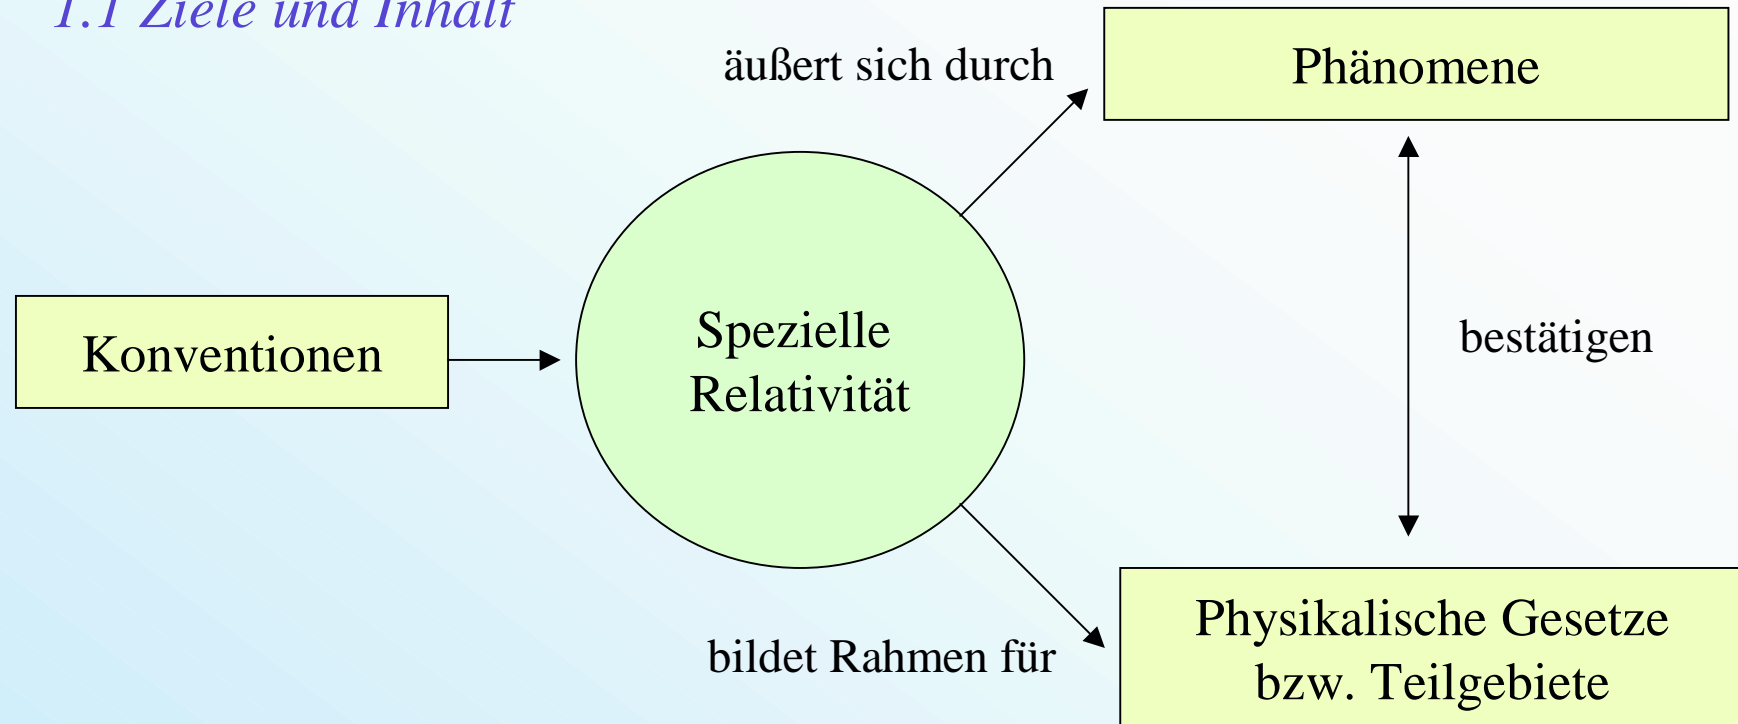 1.1 Ziele und Inhalt
äußert sich durch
Phänomene
Konventionen
Spezielle
Relativität
bestätigen
bildet Rahmen für
Physikalische Gesetze
bzw. Teilgebiete